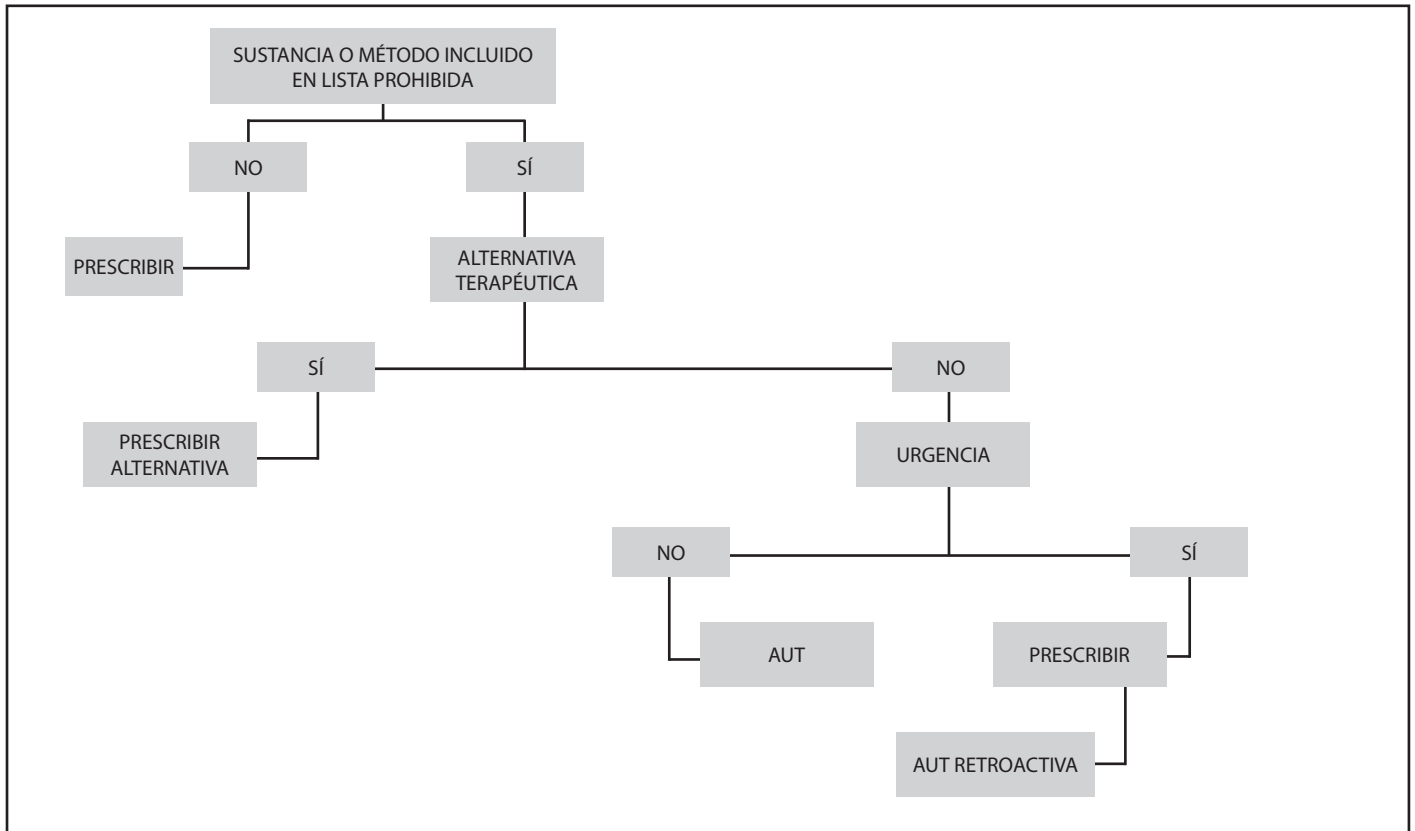 SUSTANCIA O MÉTODO INCLUIDO
EN LISTA PROHIBIDA
NO
SÍ
PRESCRIBIR
ALTERNATIVA
TERAPÉUTICA
SÍ
NO
PRESCRIBIR
ALTERNATIVA
URGENCIA
NO
SÍ
AUT
PRESCRIBIR
AUT RETROACTIVA